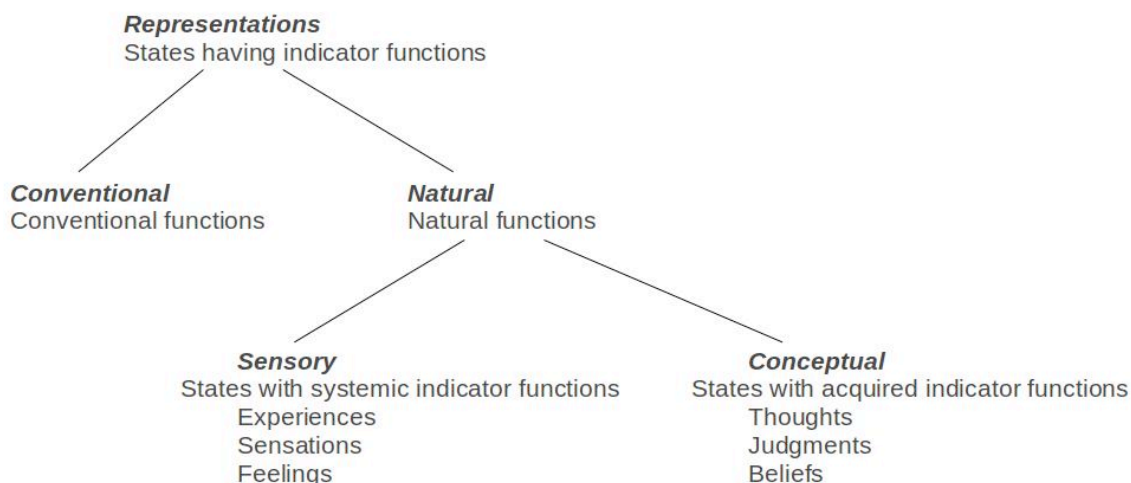 Representations
States having indicator functions
Conventional
Conventional functions
Natural
Natural functions
Sensory
States with systemic indicator functions
Experiences
Sensations
Feelings
Conceptual
States with acquired indicator functions
Thoughts
Judgments
Beliefs